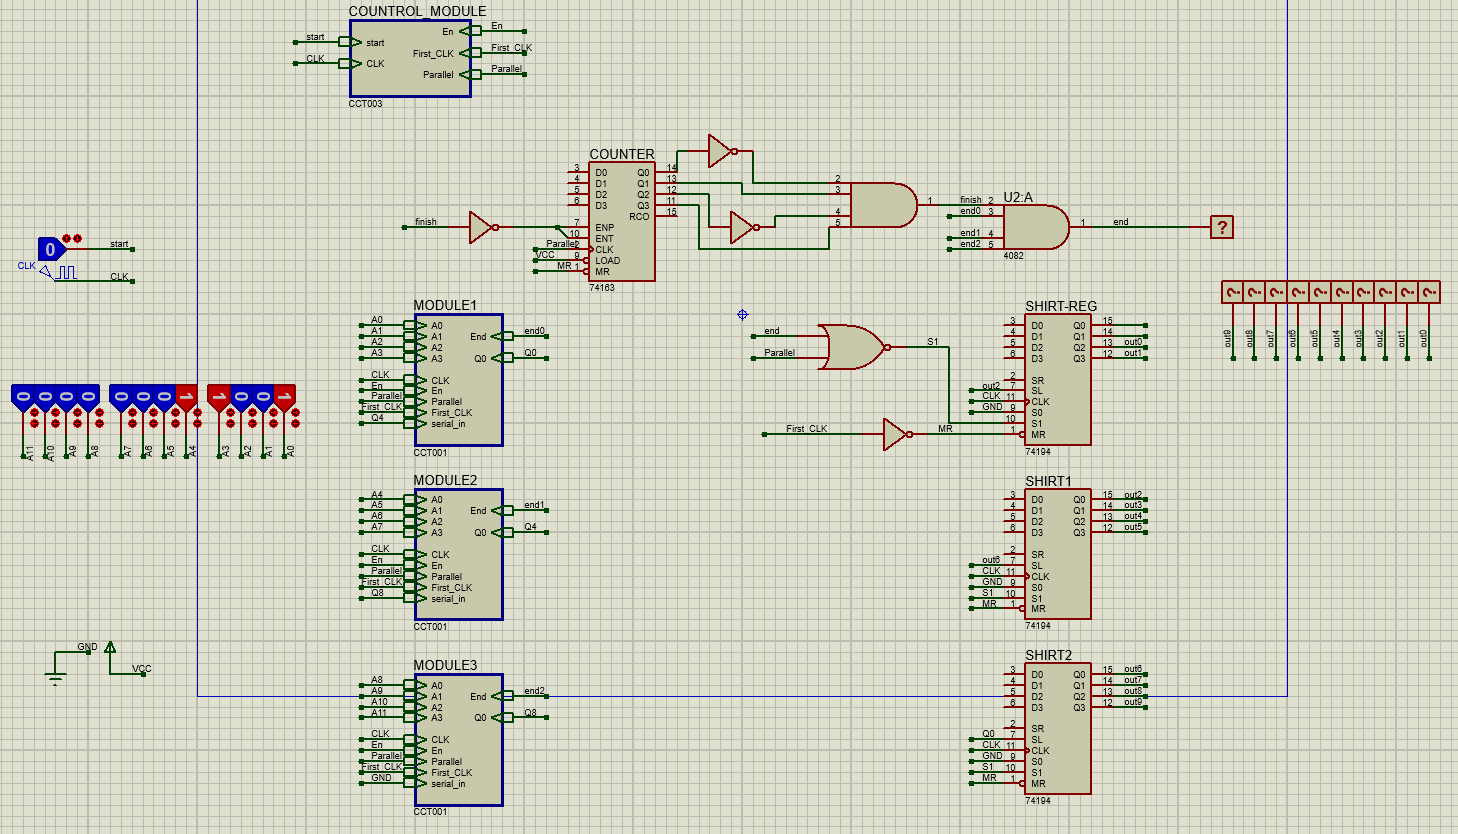 COUNTROL_MODULE
start
CLK
start
CLK
En
First_CLK
Parallel
En
First_CLK
Parallel
CCT003
COUNTER
3 D0 Q0 14
4 D1 Q1 13
5 D2 Q2 12
6 D3 Q3 11
RCO 15
7 ENP
10 ENT
2 CLK
9 LOAD
1 MR
74163
finish
Parallel
VCC
MR
2
3
4
5
1
U2:A
finish 2
end0 3
end1 4
end2 5
1
end
4082
?
0
start
CLK
CLK
MODULE1
A0 A0 End end0
A1 A1
A2 A2 Q0 Q0
A3 A3
CLK CLK
En En
Parallel Parallel
First_CLK First_CLK
Q4 serial_in
CCT001
end
Parallel
S1
First_CLK
MR
SHIRT-REG
3 D0 Q0 15
4 D1 Q1 14
5 D2 Q2 13 out0
6 D3 Q3 12 out1
2 SR
out2 7 SL
CLK 11 CLK
GND 9 S0
10 S1
1 MR
74194
? ? ? ? ? ? ? ? ? ?
out9 out8 out7 out6 out5 out4 out3 out2 out1 out0
0 0 0 0 0 0 0 1 1 0 0 1
A11 A10 A9 A8 A7 A6 A5 A4 A3 A2 A1 A0
MODULE2
A4 A0 End end1
A5 A1
A6 A2 Q0 Q4
A7 A3
CLK CLK
En En
Parallel Parallel
First_CLK First_CLK
Q8 serial_in
CCT001
SHIRT1
3 D0 Q0 15 out2
4 D1 Q1 14 out3
5 D2 Q2 13 out4
6 D3 Q3 12 out5
2 SR
out6 7 SL
CLK 11 CLK
GND 9 S0
S1 10 S1
MR 1 MR
74194
GND
VCC
MODULE3
A8 A0 End end2
A9 A1
A10 A2 Q0 Q8
A11 A3
CLK CLK
En En
Parallel Parallel
First_CLK First_CLK
GND serial_in
CCT001
SHIRT2
3 D0 Q0 15 out6
4 D1 Q1 14 out7
5 D2 Q2 13 out8
6 D3 Q3 12 out9
2 SR
Q0 7 SL
CLK 11 CLK
GND 9 S0
S1 10 S1
MR 1 MR
74194